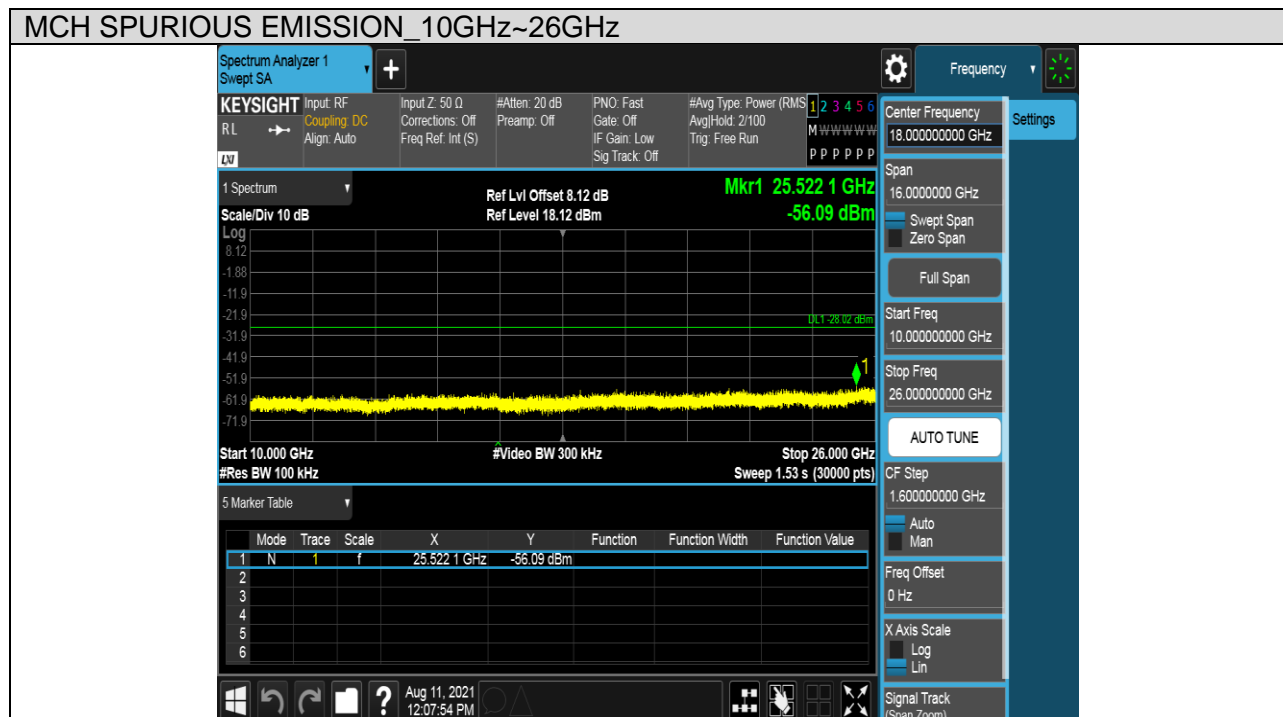 MCH SPURIOUS EMISSION_10GHz~26GHz
Spectrum Analyzer 1
Swept SA
+
Frequency
KEYSIGHT
RL
LXI
Input: RF
Coupling: DC
Align: Auto
Input Z: 50 Ω
Corrections: Off
Freq Ref: Int (S)
#Atten: 20 dB
Preamp: Off
PNO: Fast
Gate: Off
IF Gain: Low
Sig Track: Off
#Avg Type: Power (RMS
Avg|Hold: 2/100
Trig: Free Run
1 2 3 4 5 6
M W W W W W
P P P P P P
1 Spectrum
Scale/Div 10 dB
Ref Lvl Offset 8.12 dB
Ref Level 18.12 dBm
Mkr1 25.522 1 GHz
-56.09 dBm
Log
8.12
-1.88
-11.9
-21.9
-31.9
-41.9
-51.9
-61.9
-71.9
DL1 -28.02 dBm
1
Start 10.000 GHz
#Res BW 100 kHz
#Video BW 300 kHz
Stop 26.000 GHz
Sweep 1.53 s (30000 pts)
5 Marker Table
Mode Trace Scale X Y Function Function Width Function Value
1 N 1 f 25.522 1 GHz -56.09 dBm
2
3
4
5
6
?
Aug 11, 2021
12:07:54 PM
Center Frequency
18.000000000 GHz
Settings
Span
16.0000000 GHz
Swept Span
Zero Span
Full Span
Start Freq
10.000000000 GHz
Stop Freq
26.000000000 GHz
AUTO TUNE
CF Step
1.600000000 GHz
Auto
Man
Freq Offset
0 Hz
X Axis Scale
Log
Lin
Signal Track
(Span Zoom)